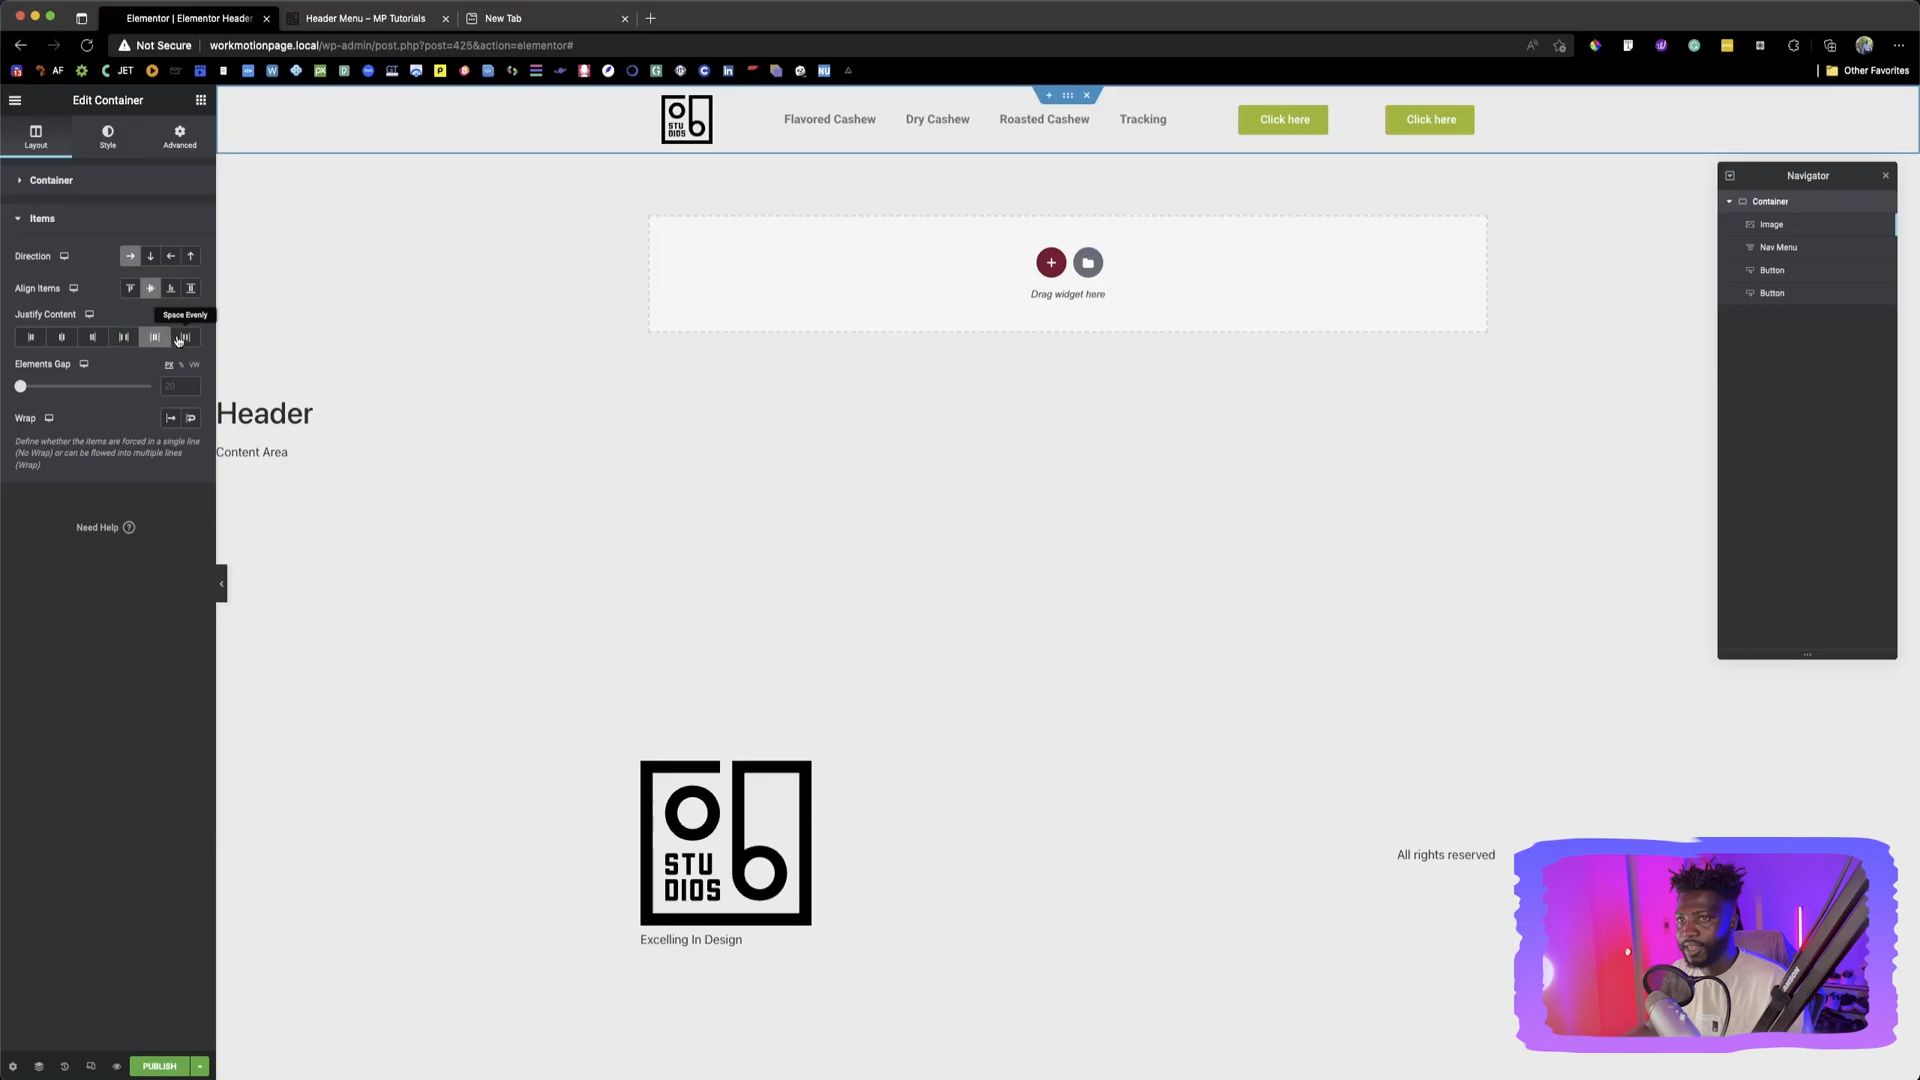 Elementor | Elementor Header
Header Menu – MP Tutorials
New Tab
Not Secure
workmotionpage.local/wp-admin/post.php?post=425&action=elementor#
AF
JET
Other Favorites
Edit Container
Layout
Style
Advanced
Container
Items
Direction
Align Items
Justify Content
Space Evenly
Elements Gap
PX % VW
20
Wrap
Define whether the items are forced in a single line
(No Wrap) or can be flowed into multiple lines
(Wrap)
Need Help
PUBLISH
STU
DIOS
Flavored Cashew
Dry Cashew
Roasted Cashew
Tracking
Click here
Click here
Drag widget here
Header
Content Area
STU
DIOS
Excelling In Design
All rights reserved
Navigator
Container
Image
Nav Menu
Button
Button